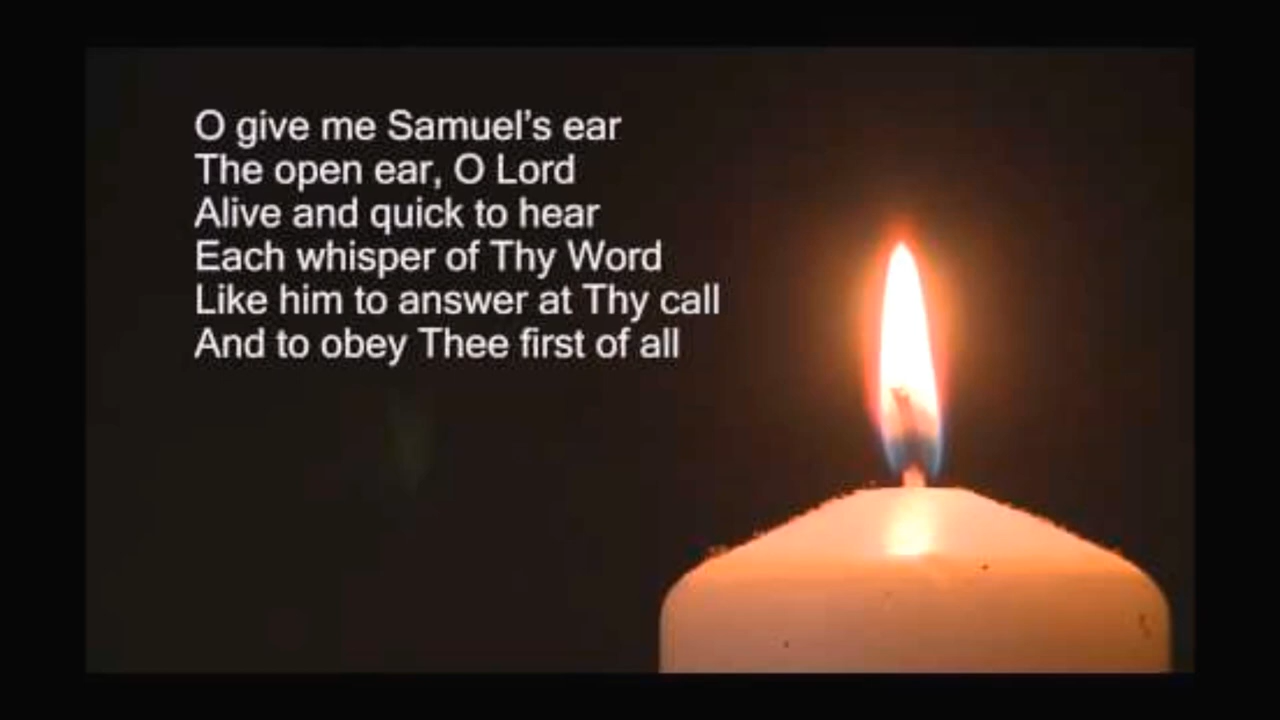 O give me Samuel's ear
The open ear, O Lord
Alive and quick to hear
Each whisper of Thy Word
Like him to answer at Thy call
And to obey Thee first of all